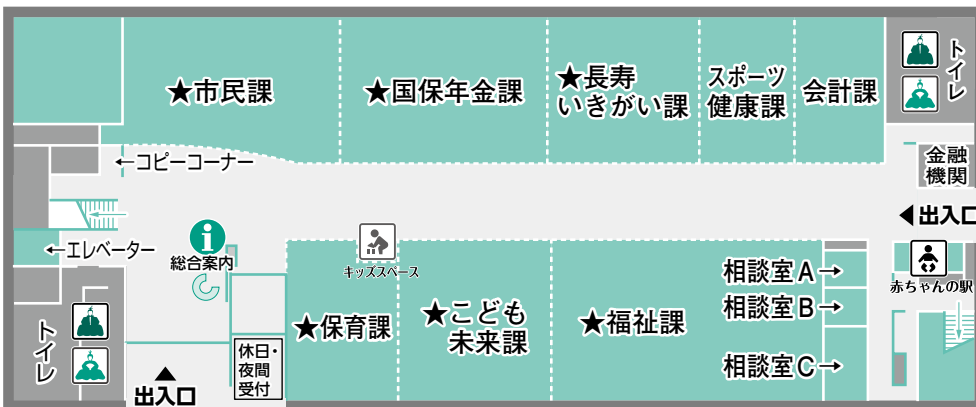 ★市民課
★国保年金課
★長寿
いきがい課
スポーツ
健康課
会計課
トイレ
←コピーコーナー
金融
機関
◀出入口
←エレベーター
i
総合案内
キッズスペース
赤ちゃんの駅
相談室A→
相談室B→
相談室C→
★保育課
★こども
未来課
★福祉課
トイレ
休日・
夜間
受付
▲
出入口